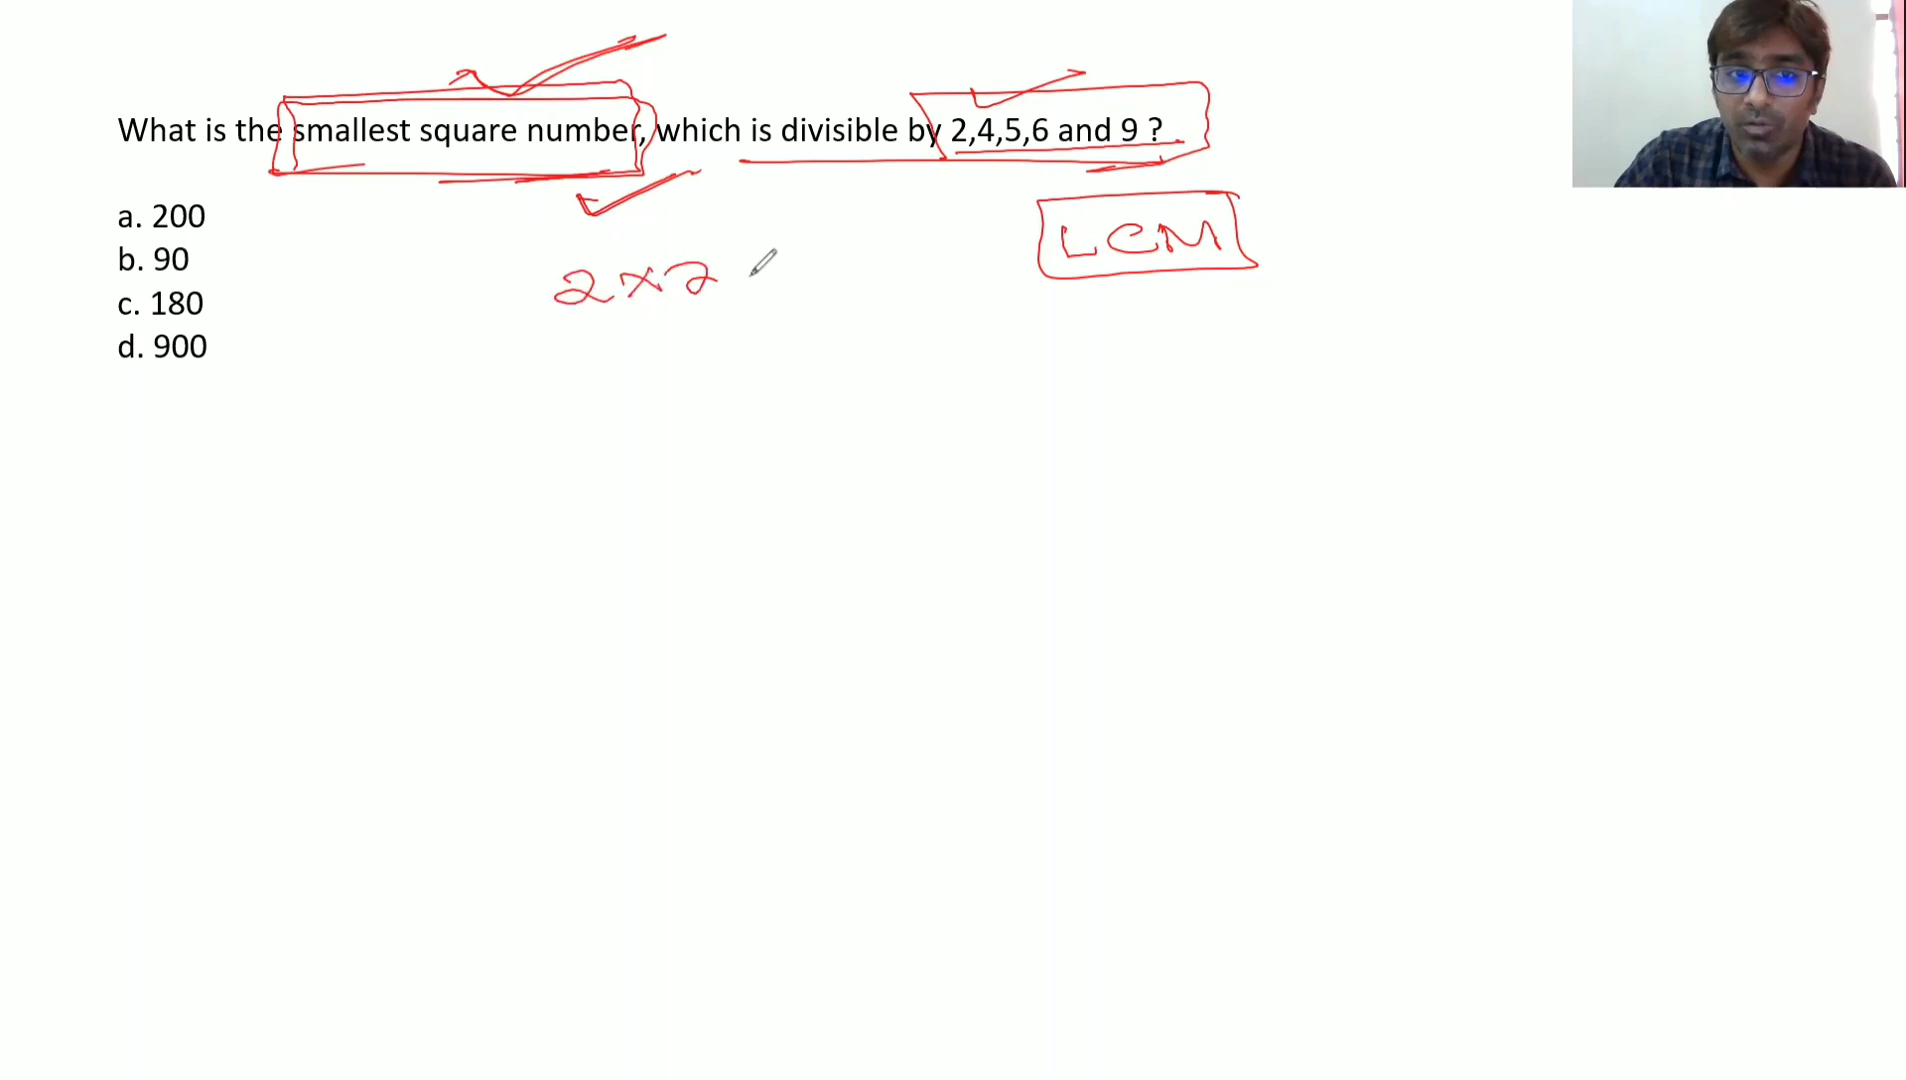 What is the smallest square number, which is divisible by 2,4,5,6 and 9 ?
a. 200
b. 90
c. 180
d. 900
LCM
2 × 2